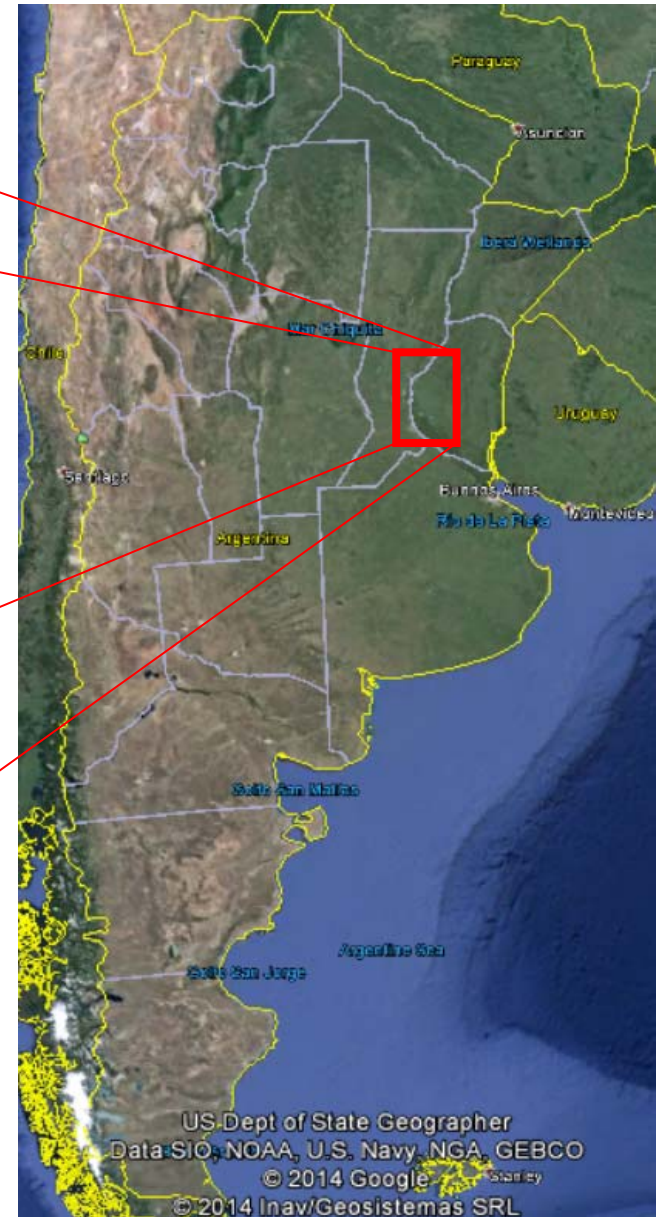 Paraguay
Asuncion
Ibera Wetlands
Mar Chiquita
Chile
Uruguay
Santiago
Buenos Aires
Rio de La Plata
Montevideo
Argentina
Golfo San Matias
Argentine Sea
Golfo San Jorge
US Dept of State Geographer
Data SIO, NOAA, U.S. Navy, NGA, GEBCO
© 2014 Google
Stanley
© 2014 Inav/Geosistemas SRL